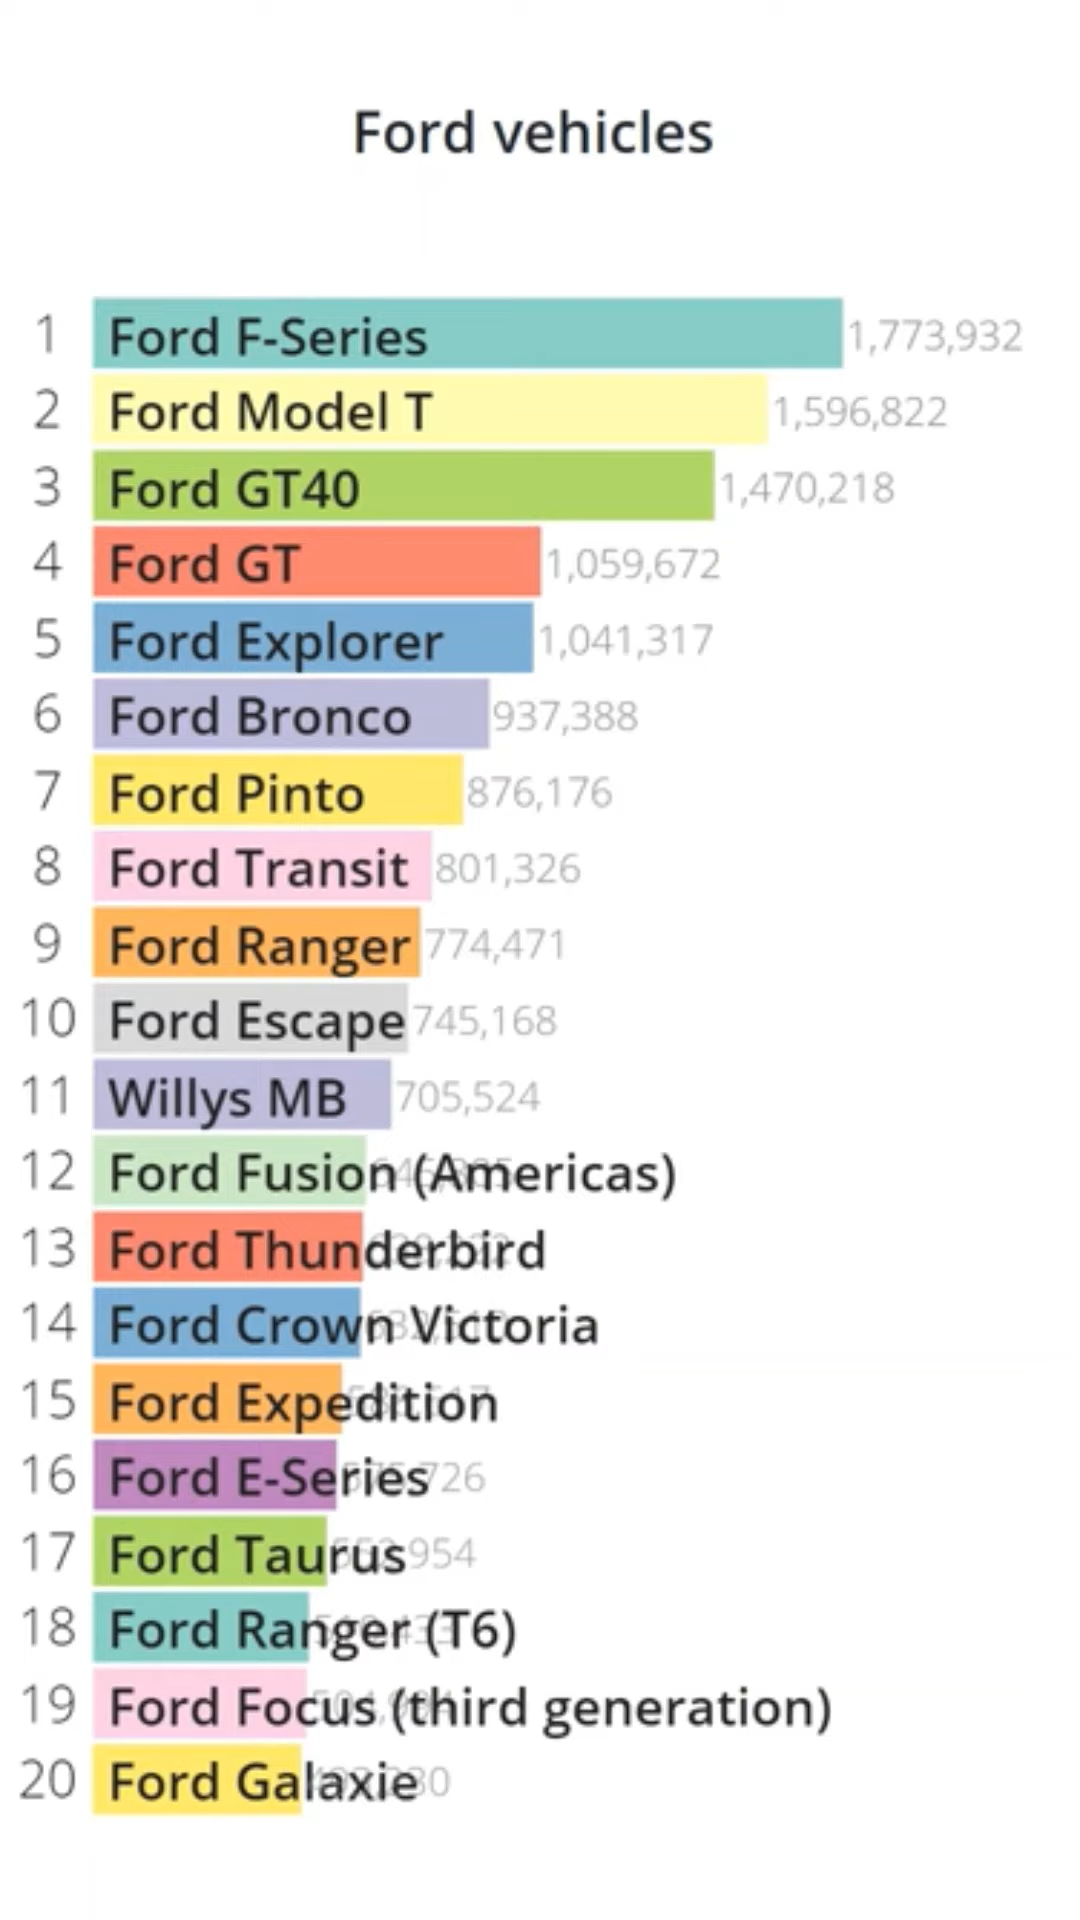 Ford vehicles
1 Ford F-Series 1,773,932
2 Ford Model T 1,596,822
3 Ford GT40 1,470,218
4 Ford GT 1,059,672
5 Ford Explorer 1,041,317
6 Ford Bronco 937,388
7 Ford Pinto 876,176
8 Ford Transit 801,326
9 Ford Ranger 774,471
10 Ford Escape 745,168
11 Willys MB 705,524
12 Ford Fusion (Americas)
13 Ford Thunderbird
14 Ford Crown Victoria
15 Ford Expedition
16 Ford E-Series
17 Ford Taurus
18 Ford Ranger (T6)
19 Ford Focus (third generation)
20 Ford Galaxie